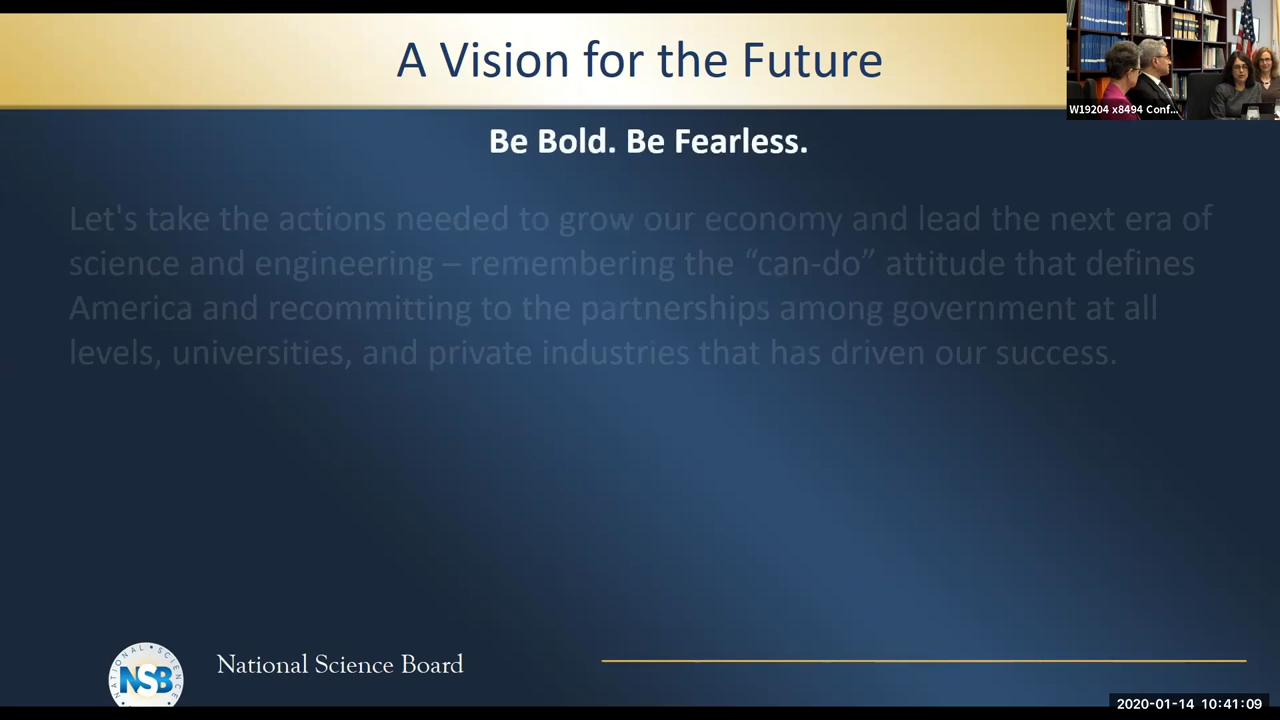 A Vision for the Future
W19204 x8494 Conf...
Be Bold. Be Fearless.
Let's take the actions needed to grow our economy and lead the next era of
science and engineering – remembering the “can-do” attitude that defines
America and recommitting to the partnerships among government at all
levels, universities, and private industries that has driven our success.
NATIONAL SCIENCE
NSB
National Science Board
2020-01-14 10:41:09